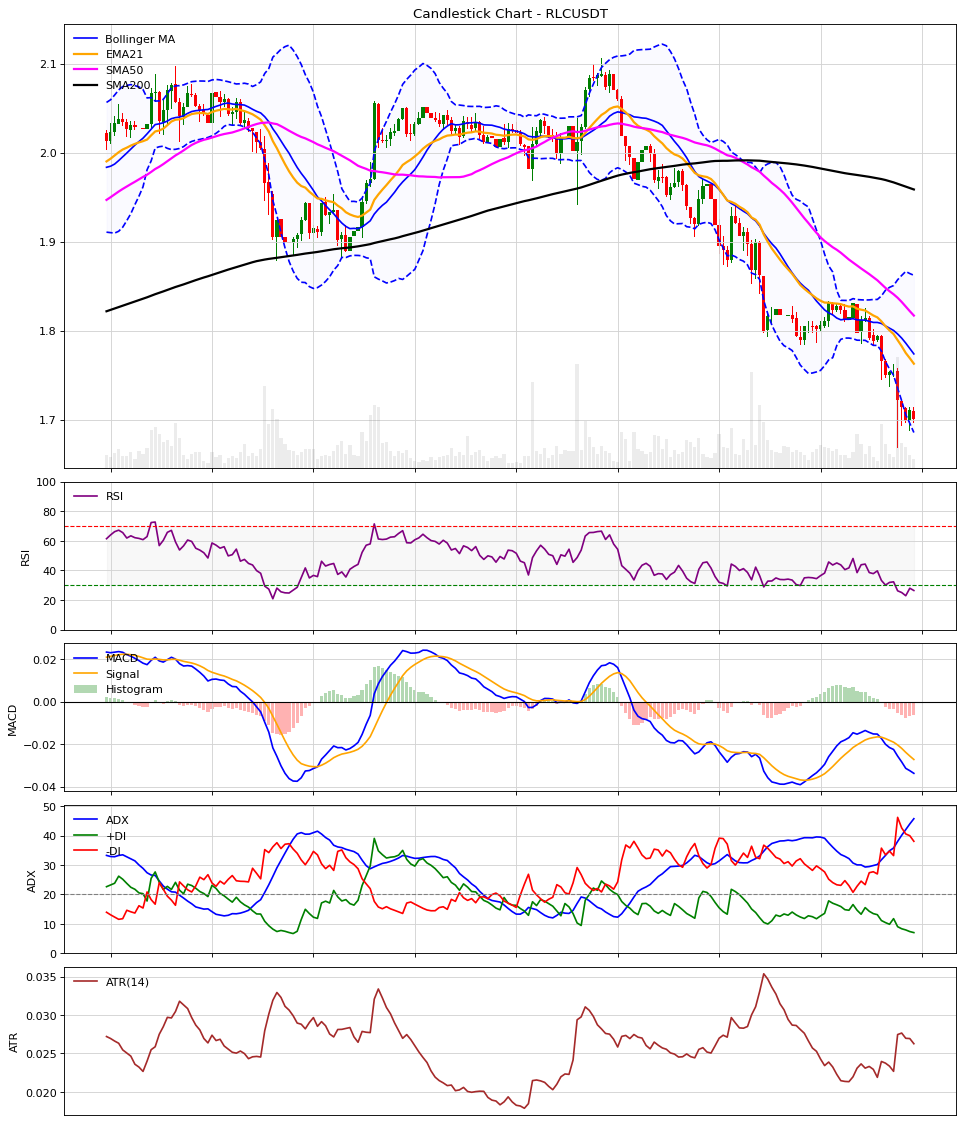 Candlestick Chart - RLCUSDT
Bollinger MA
EMA21
SMA50
SMA200
2.1
2.0
1.9
1.8
1.7
RSI
100
80
60
40
20
0
RSI
MACD
Signal
Histogram
0.02
0.00
−0.02
−0.04
MACD
ADX
+DI
-DI
50
40
30
20
10
0
ADX
ATR(14)
0.035
0.030
0.025
0.020
ATR